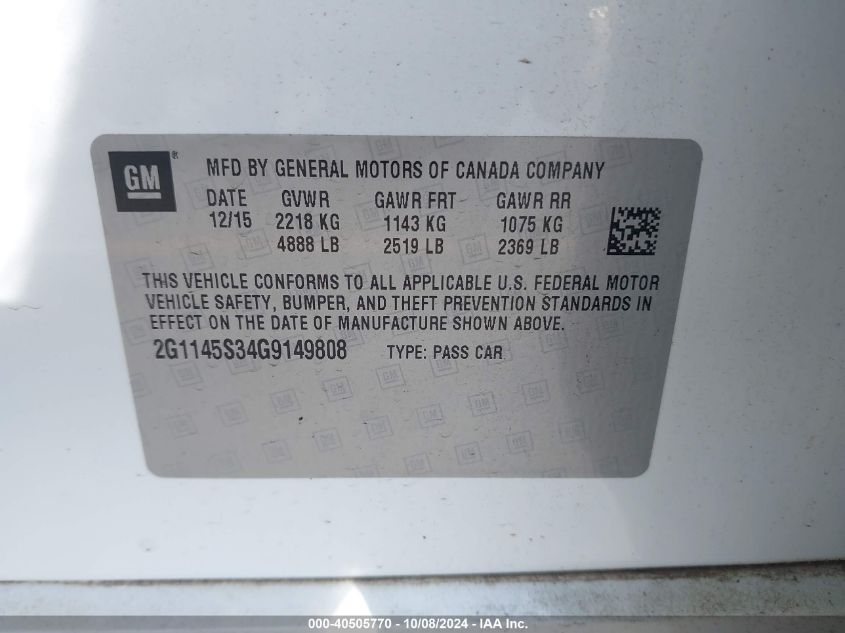 GM®
MFD BY GENERAL MOTORS OF CANADA COMPANY
DATE GVWR GAWR FRT GAWR RR
12/15 2218 KG 1143 KG 1075 KG
4888 LB 2519 LB 2369 LB
THIS VEHICLE CONFORMS TO ALL APPLICABLE U.S. FEDERAL MOTOR
VEHICLE SAFETY, BUMPER, AND THEFT PREVENTION STANDARDS IN
EFFECT ON THE DATE OF MANUFACTURE SHOWN ABOVE.
2G1145S34G9149808 TYPE: PASS CAR
000-40505770 - 10/08/2024 - IAA Inc.